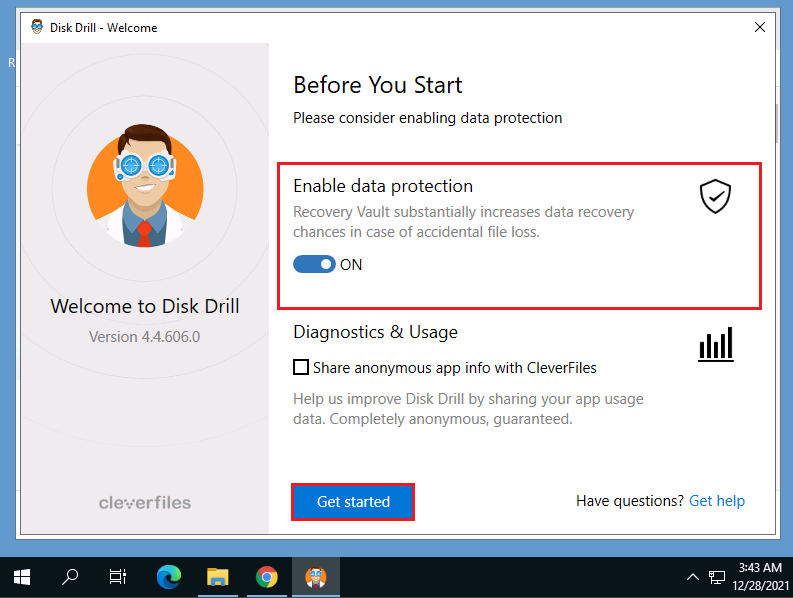 Disk Drill - Welcome
R
Before You Start
Please consider enabling data protection
Enable data protection
Recovery Vault substantially increases data recovery
chances in case of accidental file loss.
ON
Welcome to Disk Drill
Version 4.4.606.0
Diagnostics & Usage
Share anonymous app info with CleverFiles
Help us improve Disk Drill by sharing your app usage
data. Completely anonymous, guaranteed.
cleverfiles
Get started
Have questions? Get help
3:43 AM
12/28/2021